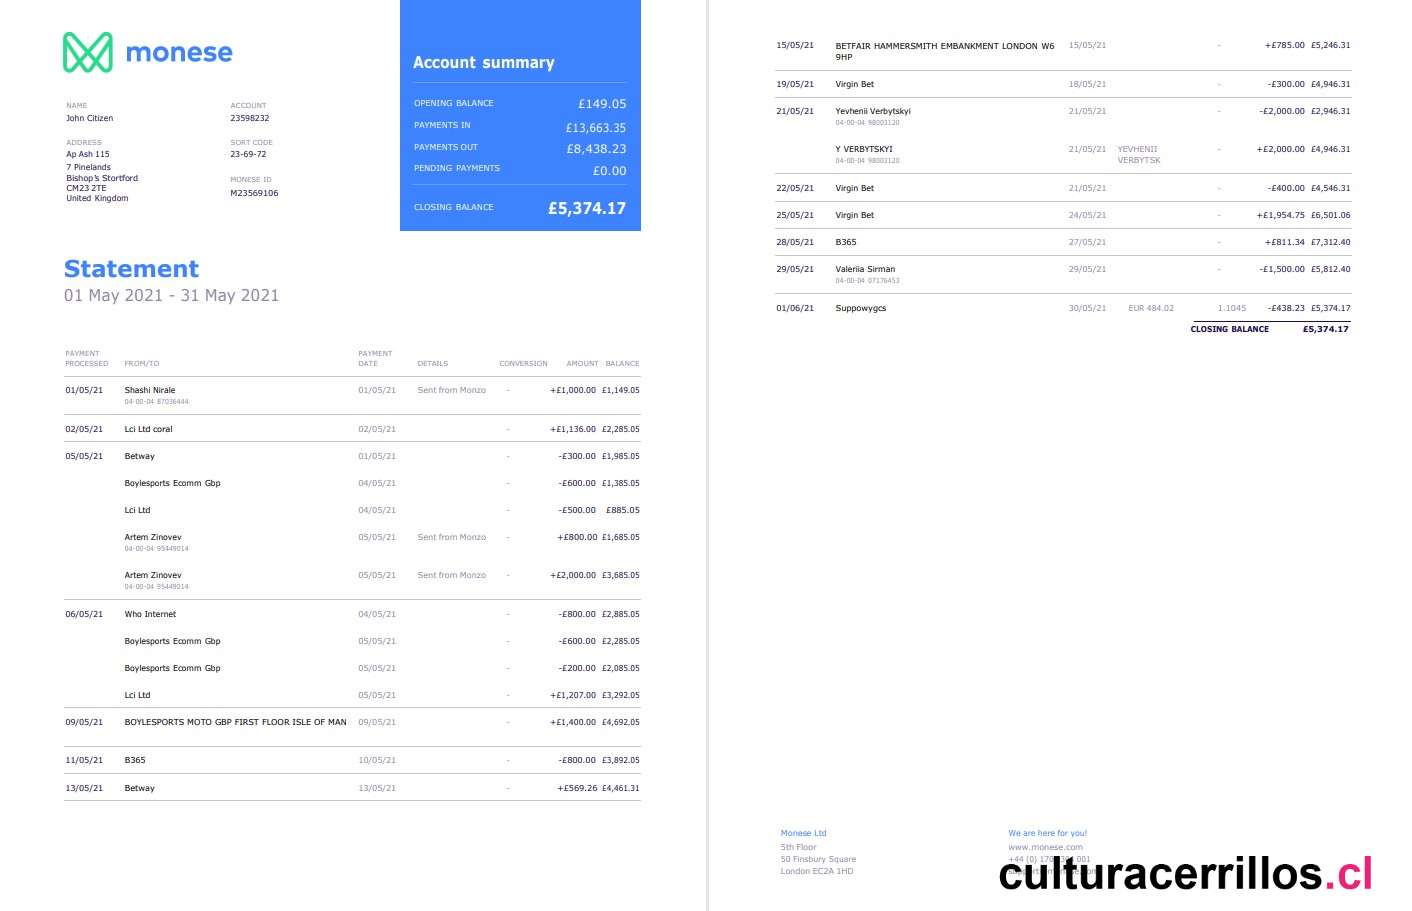 monese
NAME
John Citizen
ACCOUNT
23598232
ADDRESS
Ap Ash 115
7 Pinelands
Bishop's Stortford
CM23 2TE
United Kingdom
SORT CODE
23-69-72
MONESE ID
M23569106
Account summary
OPENING BALANCE £149.05
PAYMENTS IN £13,663.35
PAYMENTS OUT £8,438.23
PENDING PAYMENTS £0.00
CLOSING BALANCE £5,374.17
Statement
01 May 2021 - 31 May 2021
PAYMENT PROCESSED FROM/TO PAYMENT DATE DETAILS CONVERSION AMOUNT BALANCE
01/05/21 Shashi Nirale 01/05/21 Sent from Monzo - +£1,000.00 £1,149.05
04-00-04 87036444
02/05/21 Lci Ltd coral 02/05/21 - +£1,136.00 £2,285.05
05/05/21 Betway 01/05/21 - -£300.00 £1,985.05
Boylesports Ecomm Gbp 04/05/21 - -£600.00 £1,385.05
Lci Ltd 04/05/21 - -£500.00 £885.05
Artem Zinovev 05/05/21 Sent from Monzo - +£800.00 £1,685.05
04-00-04 95449014
Artem Zinovev 05/05/21 Sent from Monzo - +£2,000.00 £3,685.05
04-00-04 95449014
06/05/21 Who Internet 04/05/21 - -£800.00 £2,885.05
Boylesports Ecomm Gbp 05/05/21 - -£600.00 £2,285.05
Boylesports Ecomm Gbp 05/05/21 - -£200.00 £2,085.05
Lci Ltd 05/05/21 - +£1,207.00 £3,292.05
09/05/21 BOYLESPORTS MOTO GBP FIRST FLOOR ISLE OF MAN 09/05/21 - +£1,400.00 £4,692.05
11/05/21 B365 10/05/21 - -£800.00 £3,892.05
13/05/21 Betway 13/05/21 - +£569.26 £4,461.31
15/05/21 BETFAIR HAMMERSMITH EMBANKMENT LONDON W6 15/05/21 - +£785.00 £5,246.31
9HP
19/05/21 Virgin Bet 18/05/21 - -£300.00 £4,946.31
21/05/21 Yevhenii Verbytskyi 21/05/21 - -£2,000.00 £2,946.31
04-00-04 98003120
Y VERBYTSKYI 21/05/21 YEVHENII - +£2,000.00 £4,946.31
04-00-04 98003120 VERBYTSK
22/05/21 Virgin Bet 21/05/21 - -£400.00 £4,546.31
25/05/21 Virgin Bet 24/05/21 - +£1,954.75 £6,501.06
28/05/21 B365 27/05/21 - +£811.34 £7,312.40
29/05/21 Valeriia Sirman 29/05/21 - -£1,500.00 £5,812.40
04-00-04 07176453
01/06/21 Suppowygcs 30/05/21 EUR 484.02 1.1045 -£438.23 £5,374.17
CLOSING BALANCE £5,374.17
Monese Ltd
5th Floor
50 Finsbury Square
London EC2A 1HD
We are here for you!
www.monese.com
+44 (0) 170 001
culturacerrillos.cl